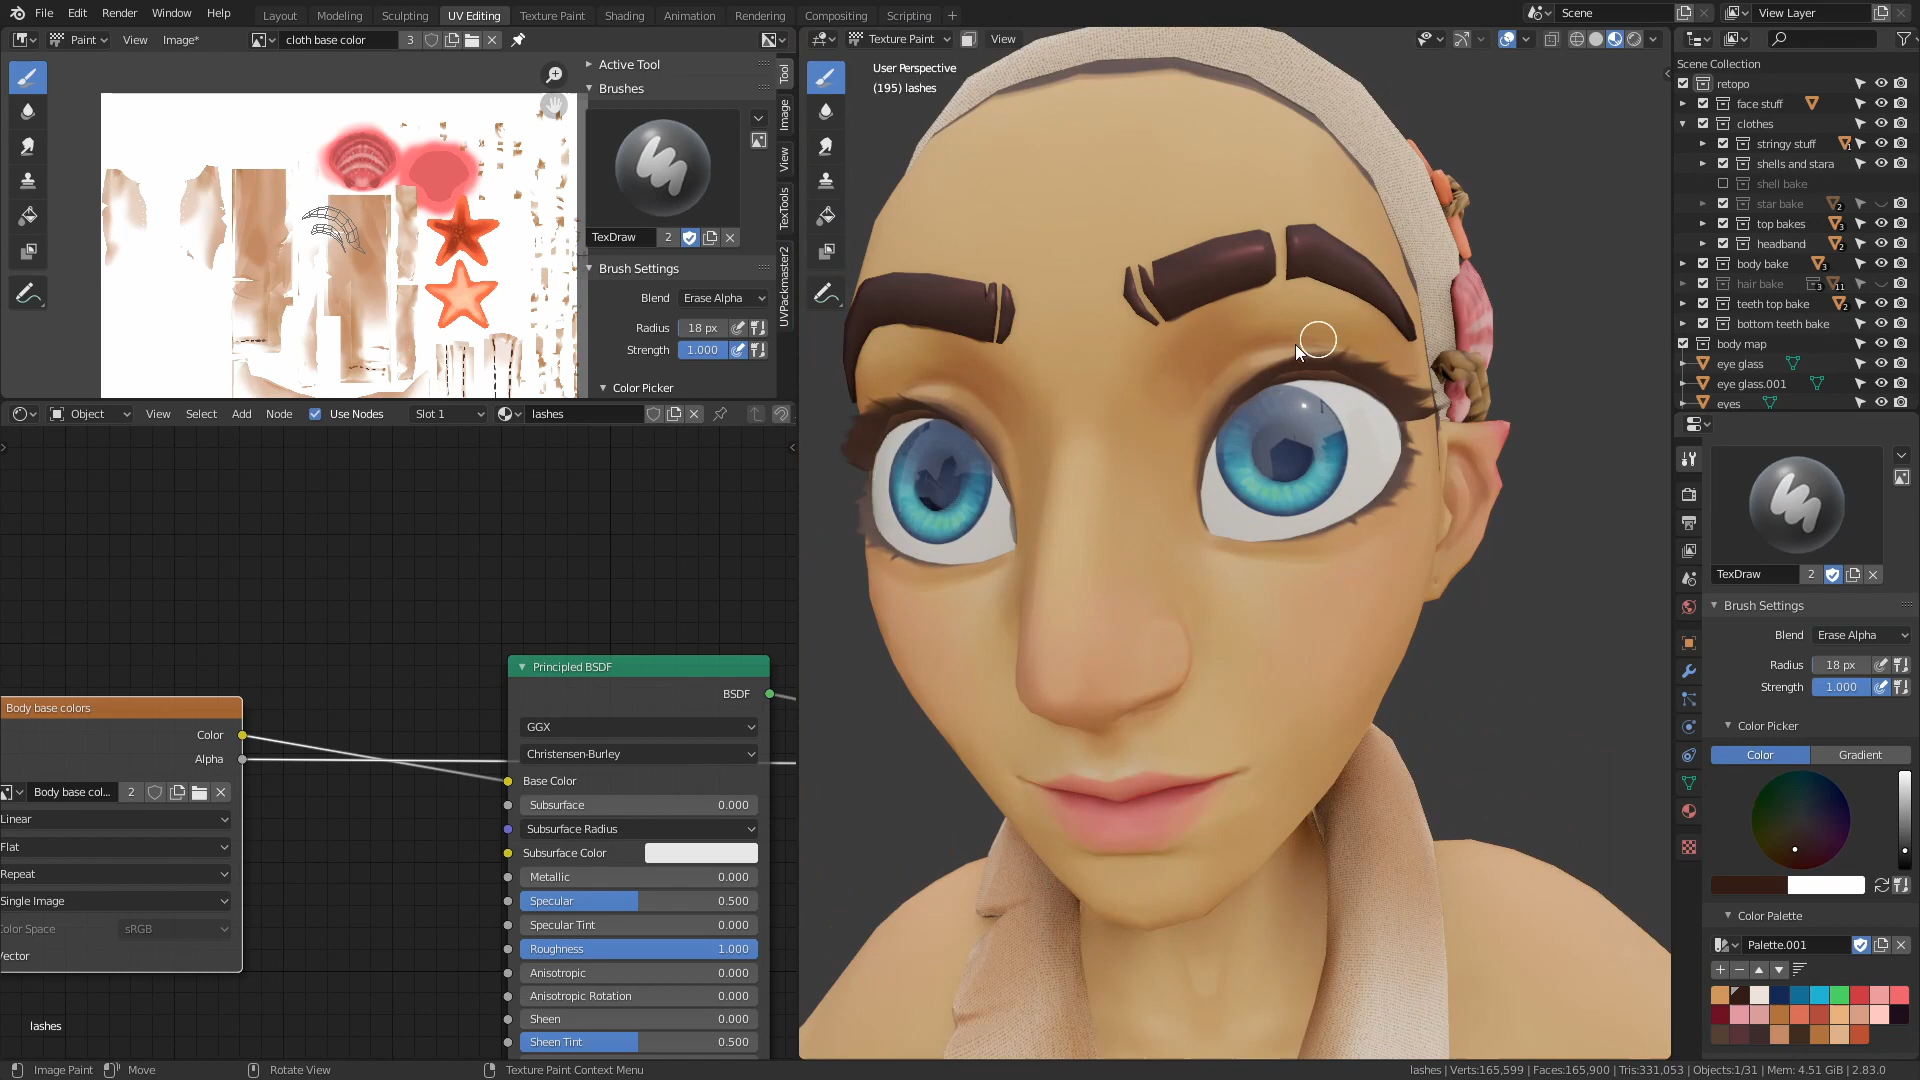 File Edit Render Window Help
Layout Modeling Sculpting UV Editing Texture Paint Shading Animation Rendering Compositing Scripting +
Scene
View Layer
Paint View Image*
cloth base color 3
Active Tool
Brushes
TexDraw 2
Brush Settings
Blend Erase Alpha
Radius 18 px
Strength 1.000
Color Picker
Tool
Image
View
TexTools
UVPackmaster2
Texture Paint View
User Perspective
(195) lashes
Object View Select Add Node Use Nodes Slot 1 lashes
Body base colors
Color
Alpha
Body base col... 2
Linear
Flat
Repeat
Single Image
Color Space sRGB
Vector
Principled BSDF
BSDF
GGX
Christensen-Burley
Base Color
Subsurface 0.000
Subsurface Radius
Subsurface Color
Metallic 0.000
Specular 0.500
Specular Tint 0.000
Roughness 1.000
Anisotropic 0.000
Anisotropic Rotation 0.000
Sheen 0.000
Sheen Tint 0.500
lashes
Scene Collection
retopo
face stuff
clothes
stringy stuff 1
shells and stara
shell bake
star bake 2
top bakes 3
headband 2
body bake 3
hair bake 3 11
teeth top bake 2
bottom teeth bake
body map
eye glass
eye glass.001
eyes
TexDraw 2
Brush Settings
Blend Erase Alpha
Radius 18 px
Strength 1.000
Color Picker
Color Gradient
Color Palette
Palette.001
Image Paint Move Rotate View Texture Paint Context Menu
lashes | Verts:165,599 | Faces:165,900 | Tris:331,053 | Objects:1/31 | Mem: 4.51 GiB | 2.83.0